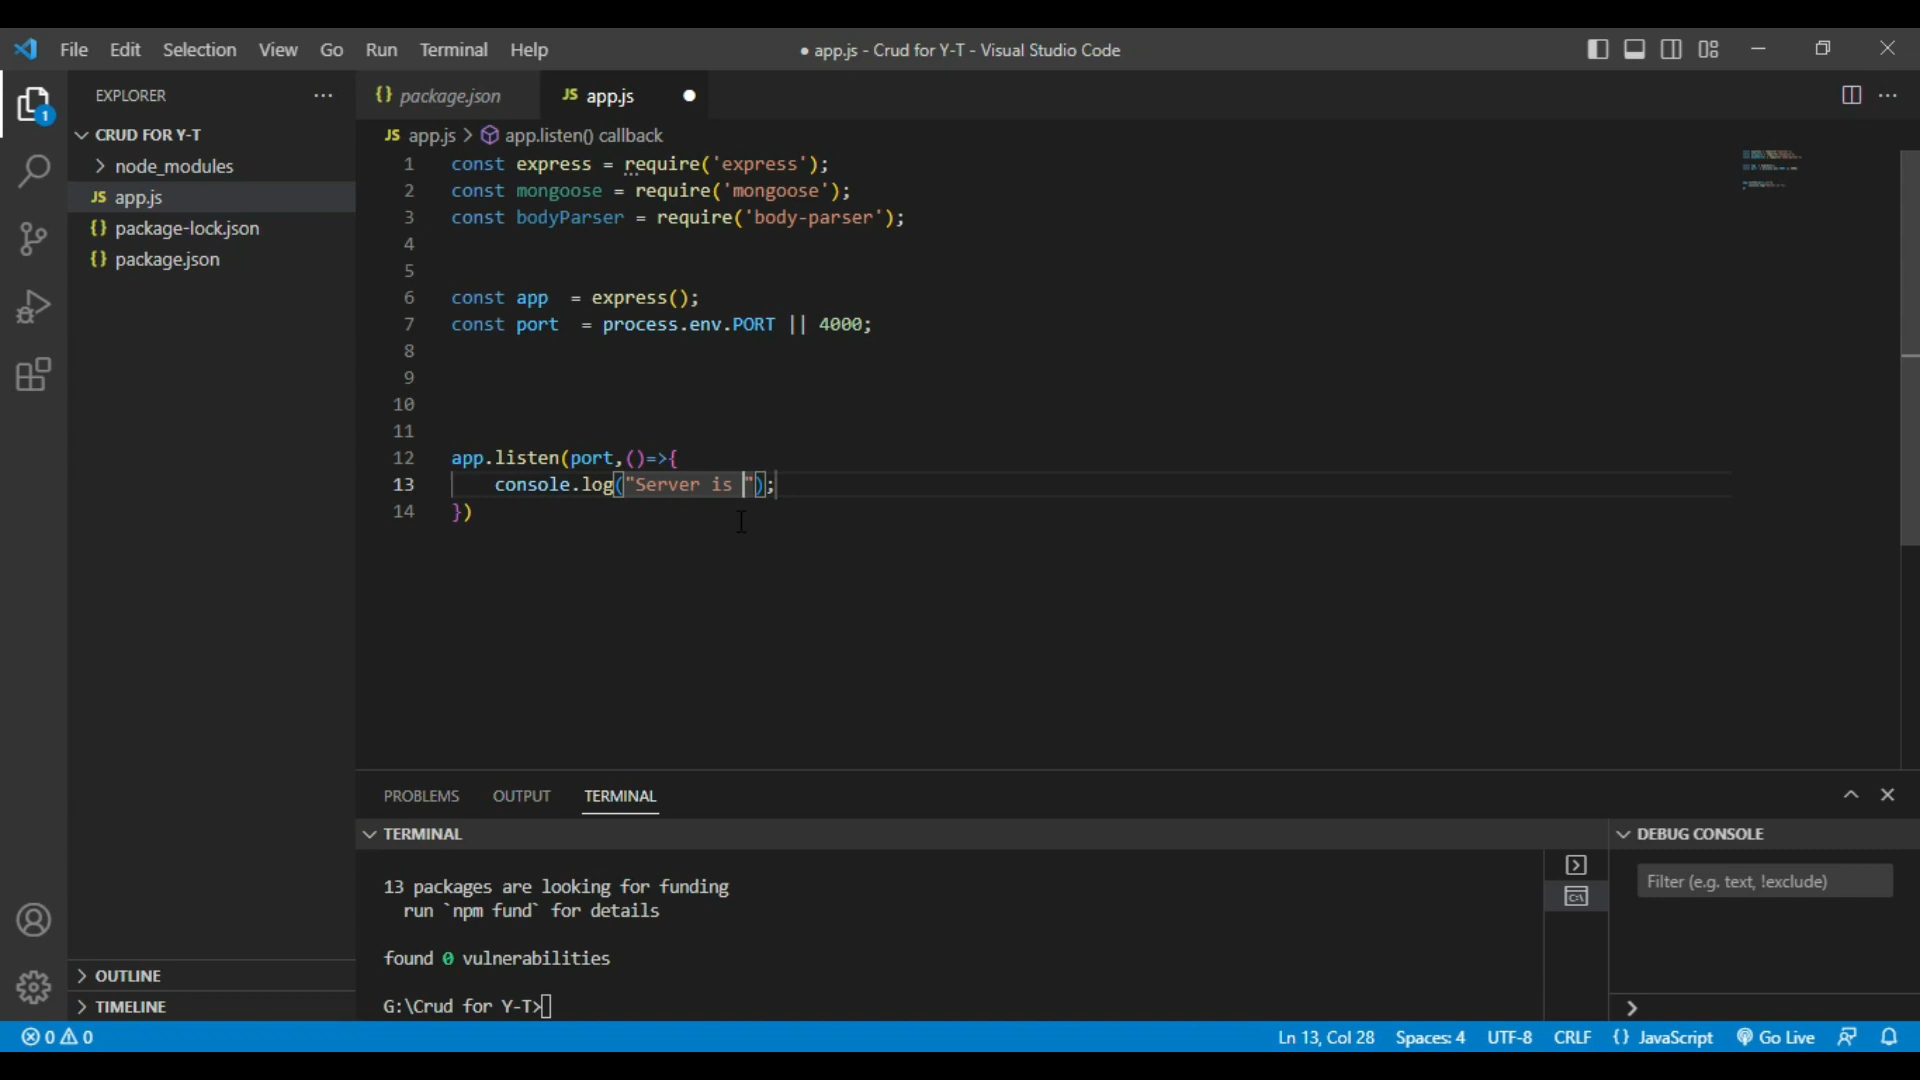 File Edit Selection View Go Run Terminal Help
● app.js - Crud for Y-T - Visual Studio Code
EXPLORER
1
CRUD FOR Y-T
node_modules
JS app.js
{} package-lock.json
{} package.json
OUTLINE
TIMELINE
{} package.json JS app.js
JS app.js > app.listen() callback
1 const express = require('express');
2 const mongoose = require('mongoose');
3 const bodyParser = require('body-parser');
4
5
6 const app  = express();
7 const port  = process.env.PORT || 4000;
8
9
10
11
12 app.listen(port,()=>{
13     console.log("Server is ");
14 })
PROBLEMS OUTPUT TERMINAL
TERMINAL
13 packages are looking for funding
  run `npm fund` for details
found 0 vulnerabilities
G:\Crud for Y-T>
DEBUG CONSOLE
Filter (e.g. text, !exclude)
0 0 Ln 13, Col 28 Spaces: 4 UTF-8 CRLF {} JavaScript Go Live